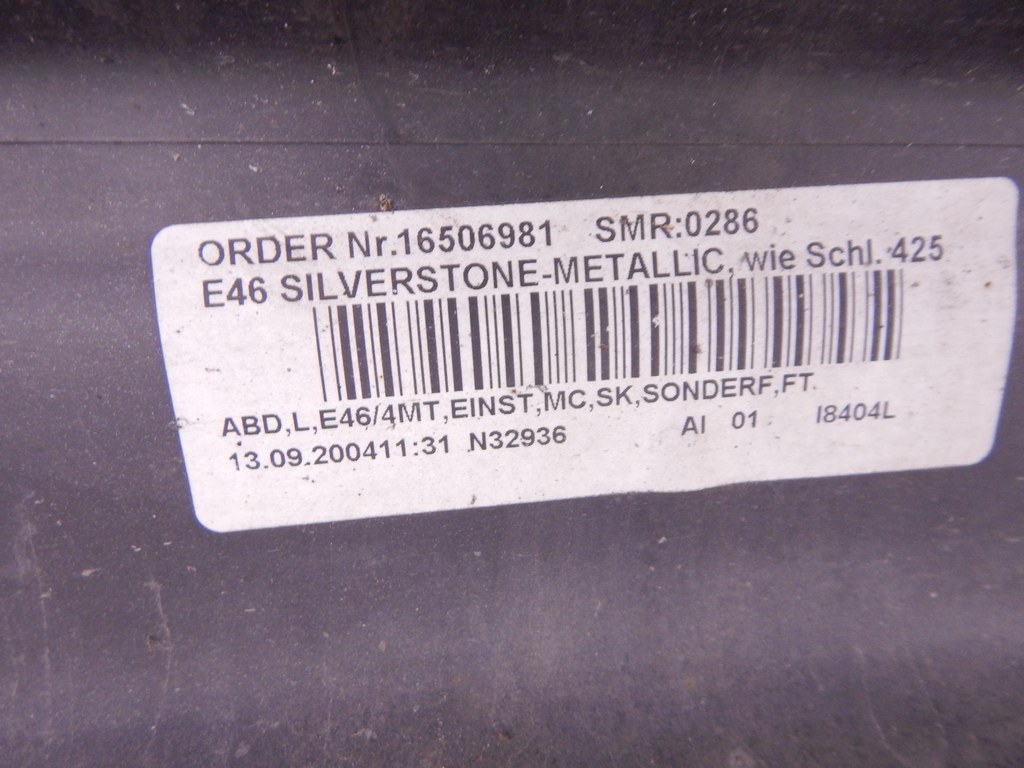 ORDER Nr.16506981 SMR:0286
E46 SILVERSTONE-METALLIC, wie Schl. 425
ABD,L,E46/4MT,EINST,MC,SK,SONDERF,FT.
13.09.200411:31 N32936 AI 01 I8404L